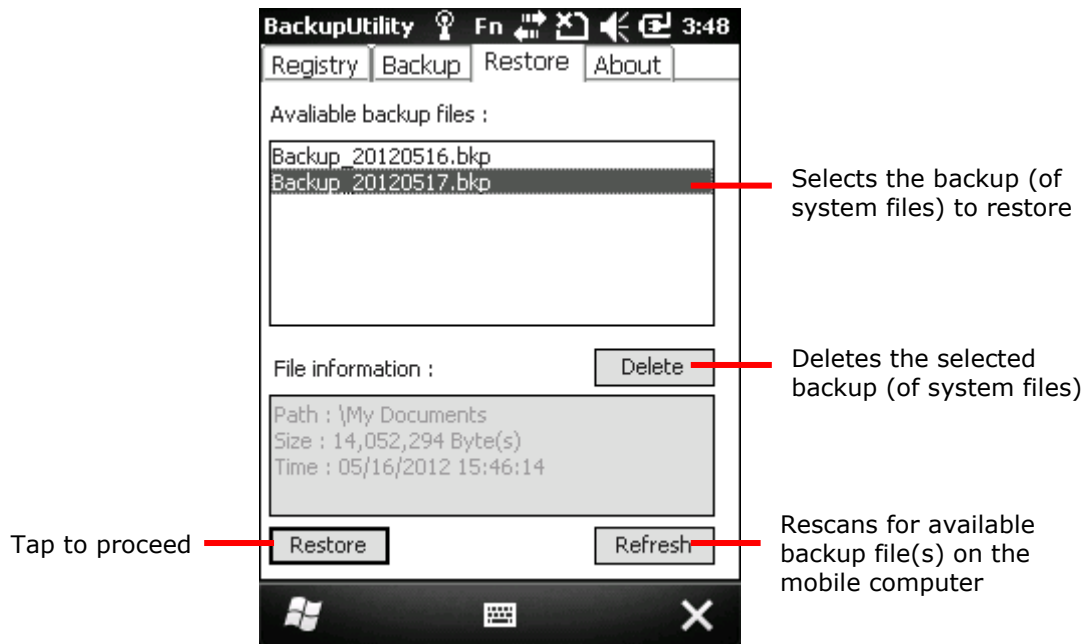 BackupUtility Fn 3:48
Registry Backup Restore About
Avaliable backup files :
Backup_20120516.bkp
Backup_20120517.bkp
Selects the backup (of
system files) to restore
File information :
Delete
Deletes the selected
backup (of system files)
Path : \My Documents
Size : 14,052,294 Byte(s)
Time : 05/16/2012 15:46:14
Tap to proceed
Restore
Refresh
Rescans for available
backup file(s) on the
mobile computer